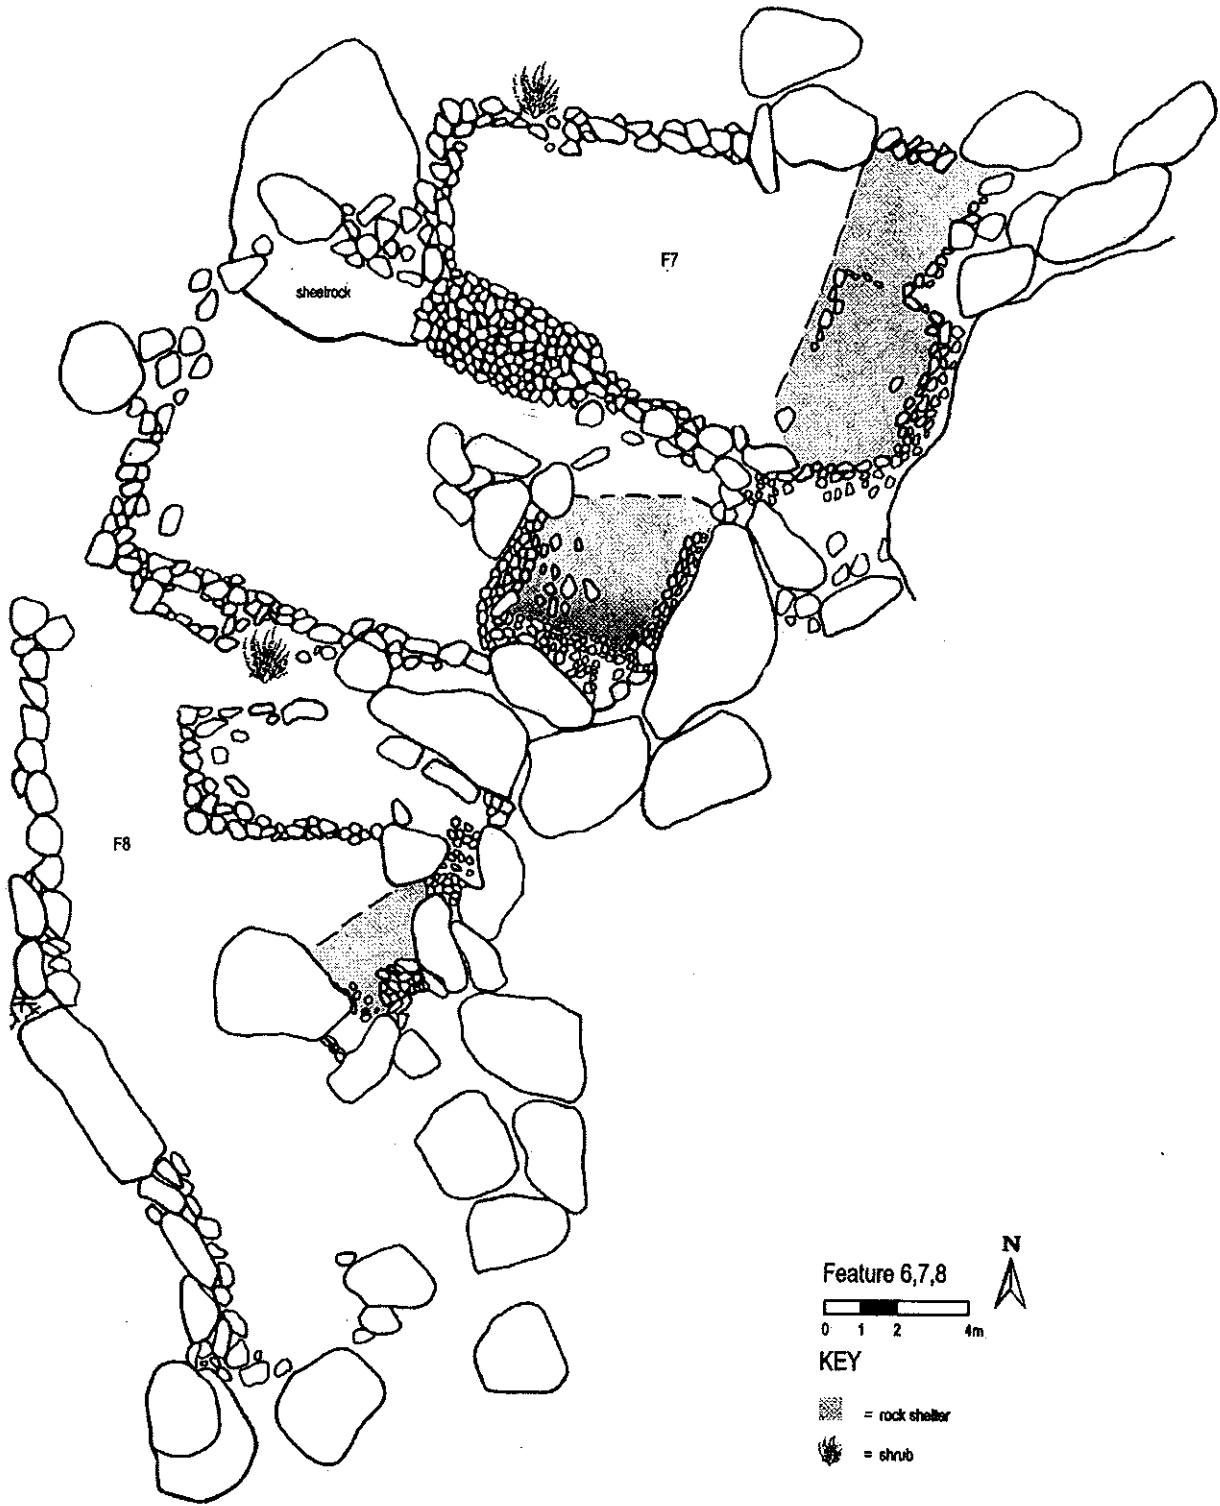 F7
sheetrock
F8
N
Feature 6,7,8
0 1 2 4m
KEY
= rock shelter
= shrub